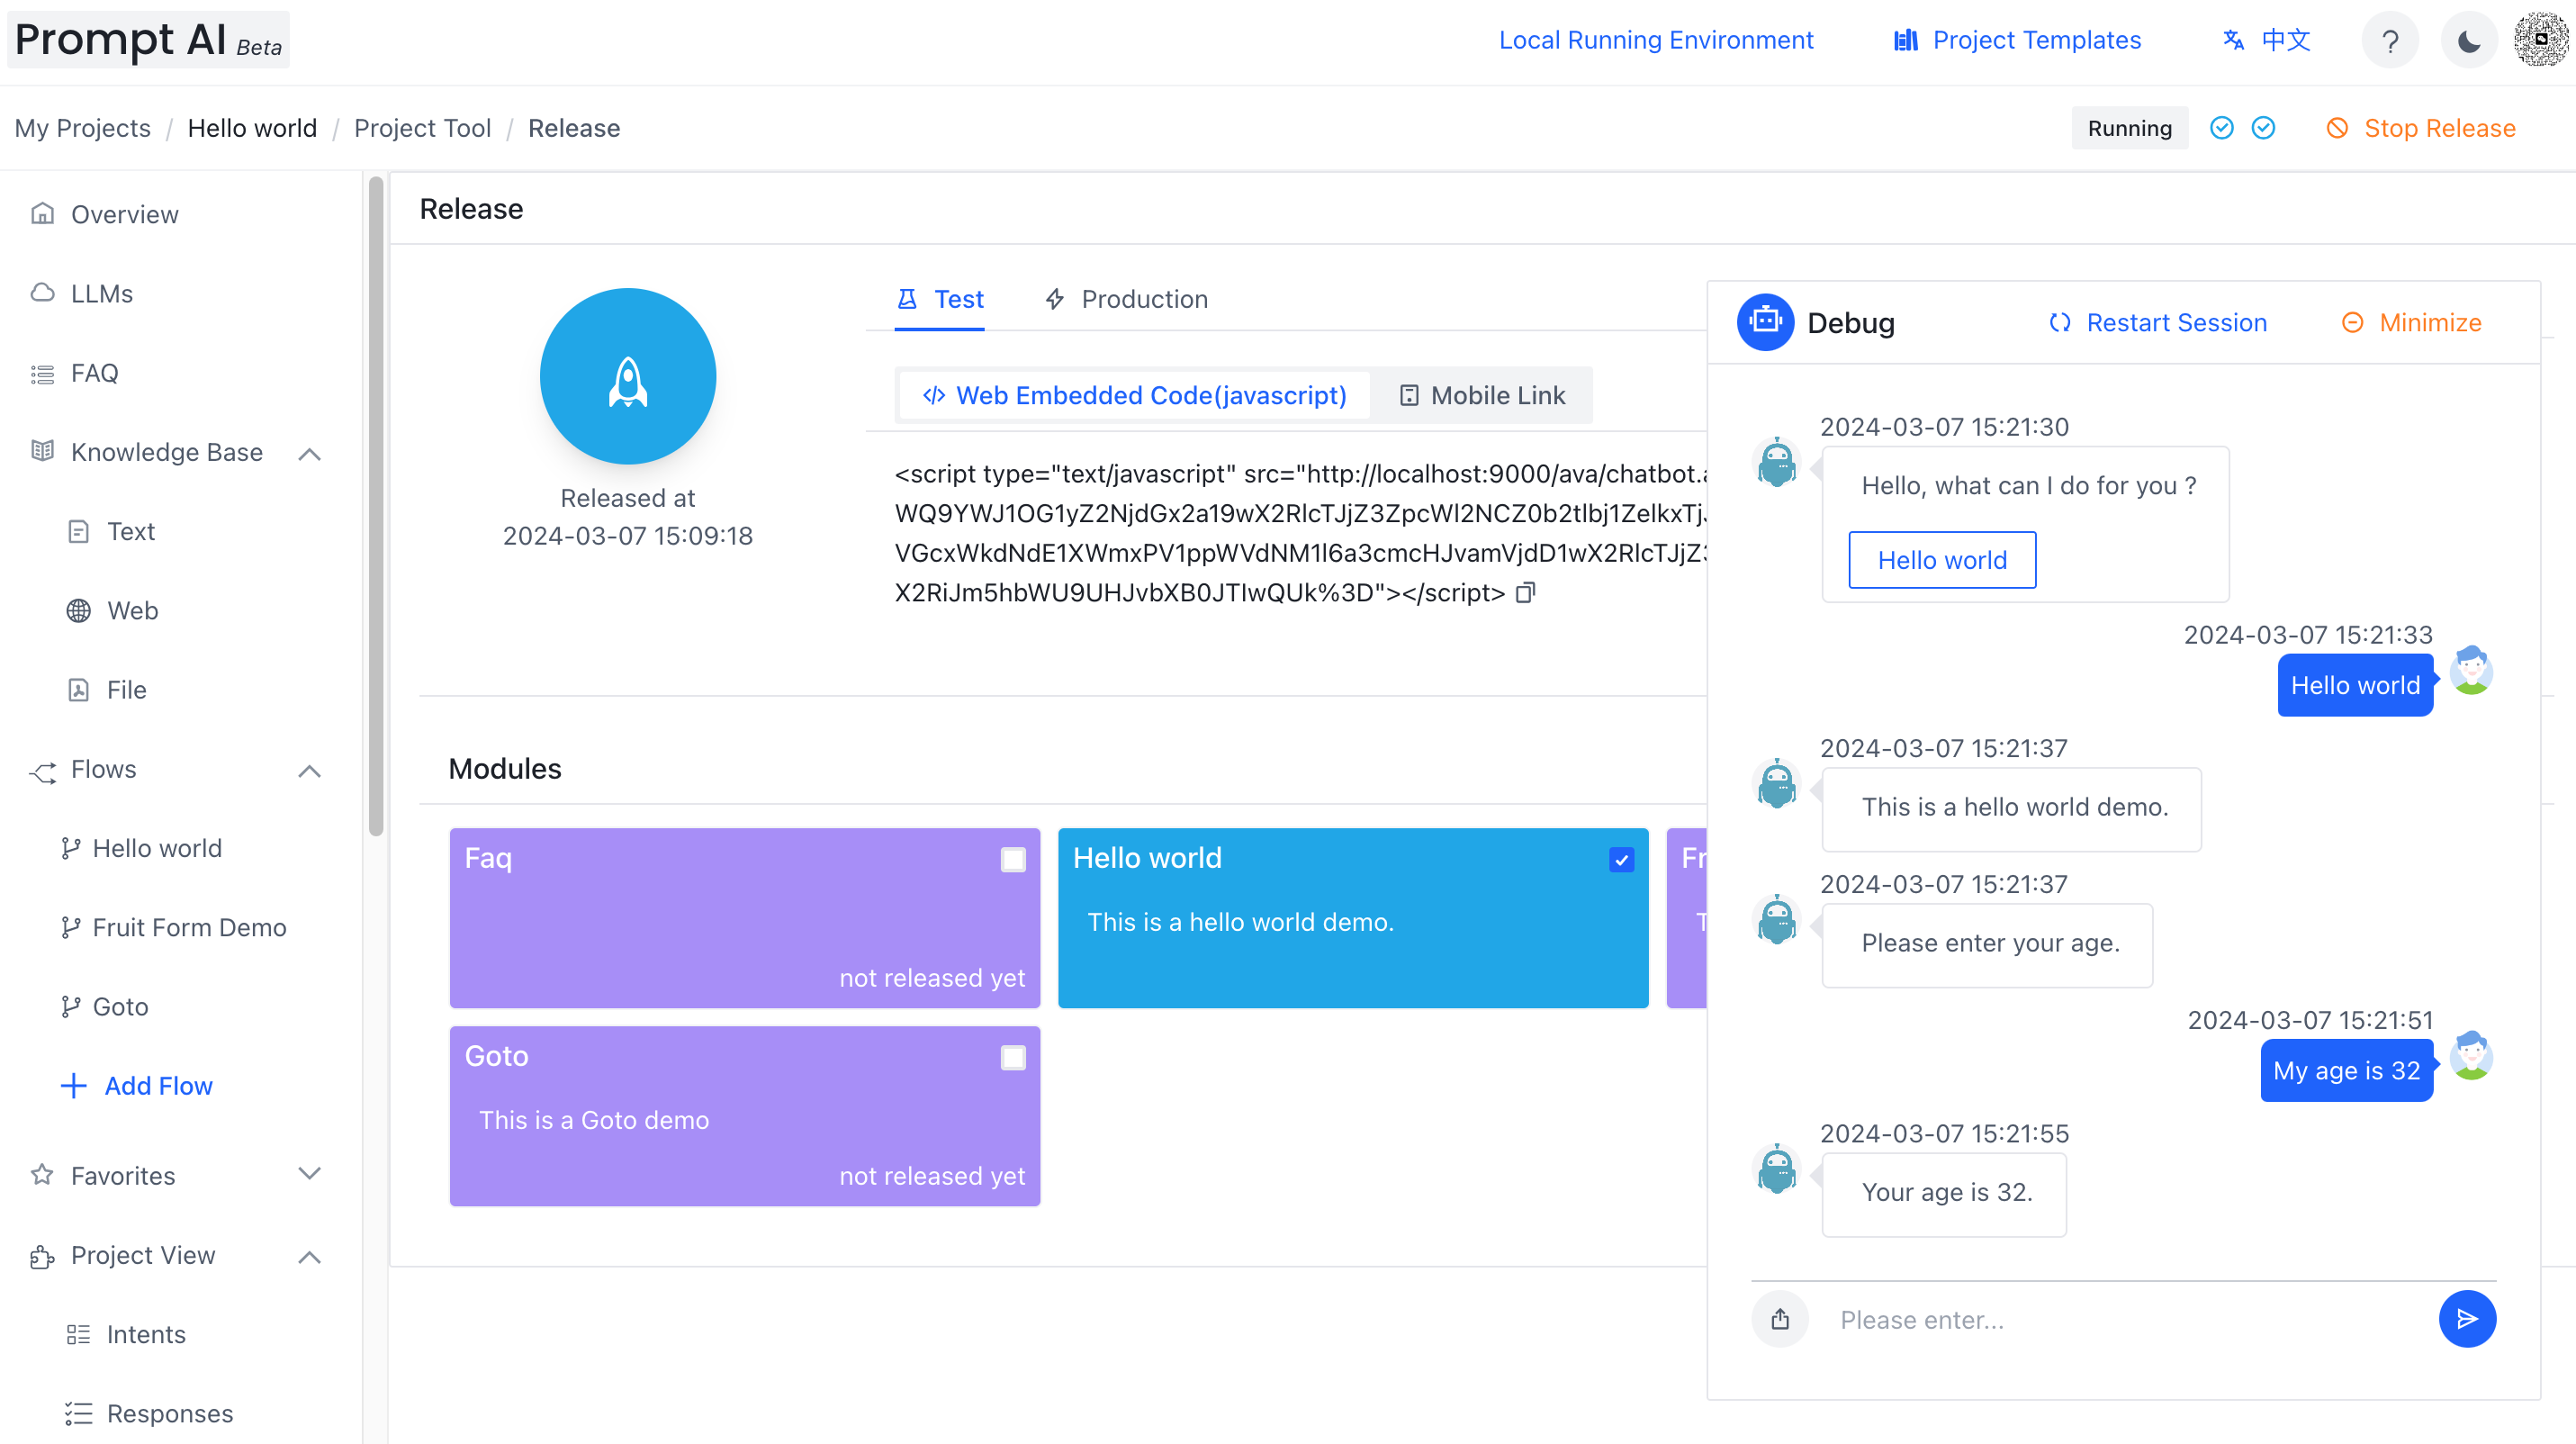 Prompt AI Beta
Local Running Environment
Project Templates
中文
?
My Projects / Hello world / Project Tool / Release
Running
Stop Release
Overview
LLMs
FAQ
Knowledge Base
Text
Web
File
Flows
Hello world
Fruit Form Demo
Goto
Add Flow
Favorites
Project View
Intents
Responses
Release
Released at
2024-03-07 15:09:18
Test
Production
Web Embedded Code(javascript)
Mobile Link
<script type="text/javascript" src="http://localhost:9000/ava/chatbot.
WQ9YWJ1OG1yZ2NjdGx2a19wX2RlcTJjZ3ZpcWl2NCZ0b2tlbj1ZelkxTj
VGcxWkdNdE1XWmxPV1ppWVdNM1l6a3cmcHJvamVjdD1wX2RlcTJjZ
X2RiJm5hbWU9UHJvbXB0JTIwQUk%3D"></script>
Modules
Faq
not released yet
Hello world
This is a hello world demo.
Fr
T
Goto
This is a Goto demo
not released yet
Debug
Restart Session
Minimize
2024-03-07 15:21:30
Hello, what can I do for you ?
Hello world
2024-03-07 15:21:33
Hello world
2024-03-07 15:21:37
This is a hello world demo.
2024-03-07 15:21:37
Please enter your age.
2024-03-07 15:21:51
My age is 32
2024-03-07 15:21:55
Your age is 32.
Please enter...